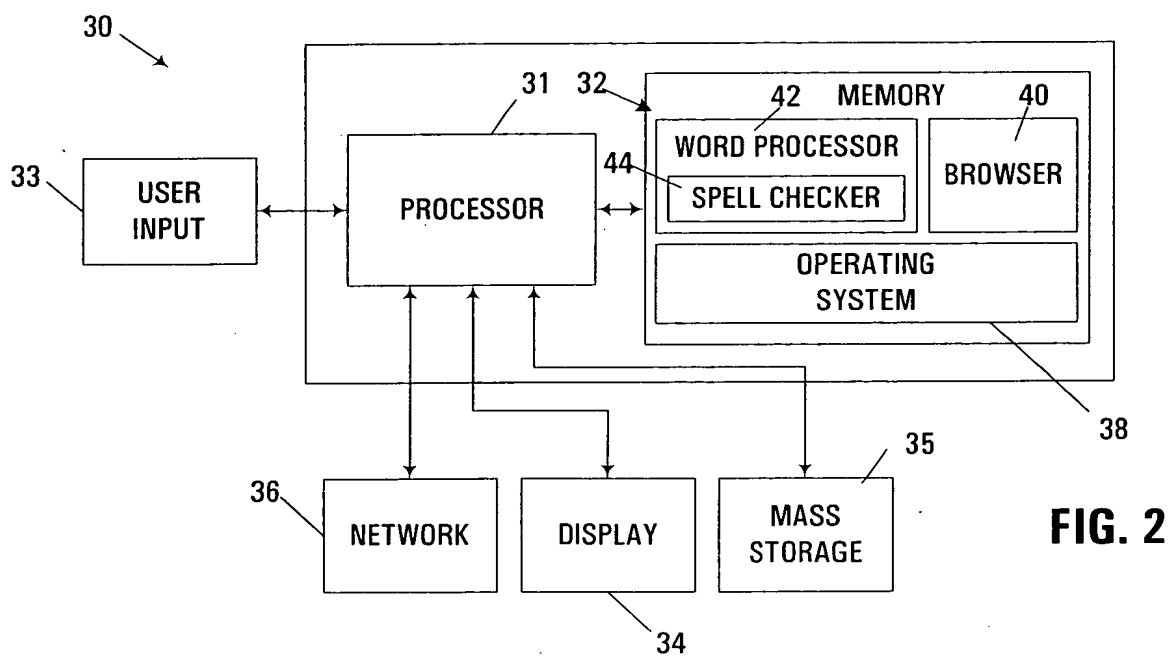 30
31
32
42
MEMORY
40
33
USER
INPUT
PROCESSOR
WORD PROCESSOR
44
SPELL CHECKER
BROWSER
OPERATING
SYSTEM
38
36
NETWORK
DISPLAY
34
35
MASS
STORAGE
FIG. 2